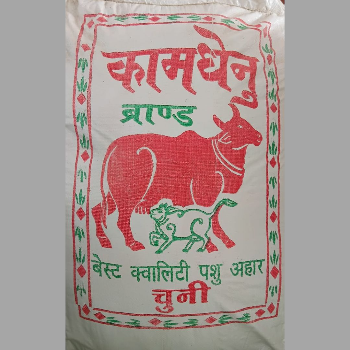 कामधेनु
ब्राण्ड
बेस्ट क्वालिटी पशु अहार
चुनी